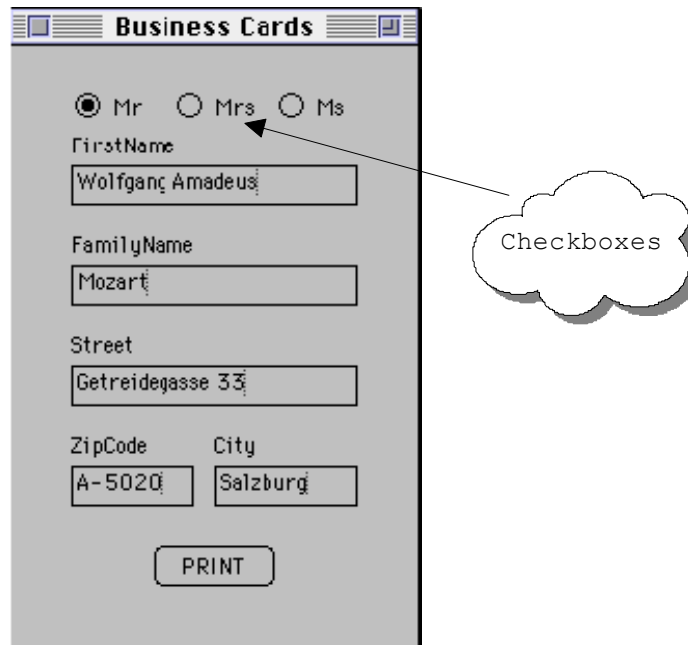 Business Cards
Mr Mrs Ms
FirstName
Wolfgang Amadeus
FamilyName
Mozart
Street
Getreidegasse 33
ZipCode City
A-5020 Salzburg
PRINT
Checkboxes